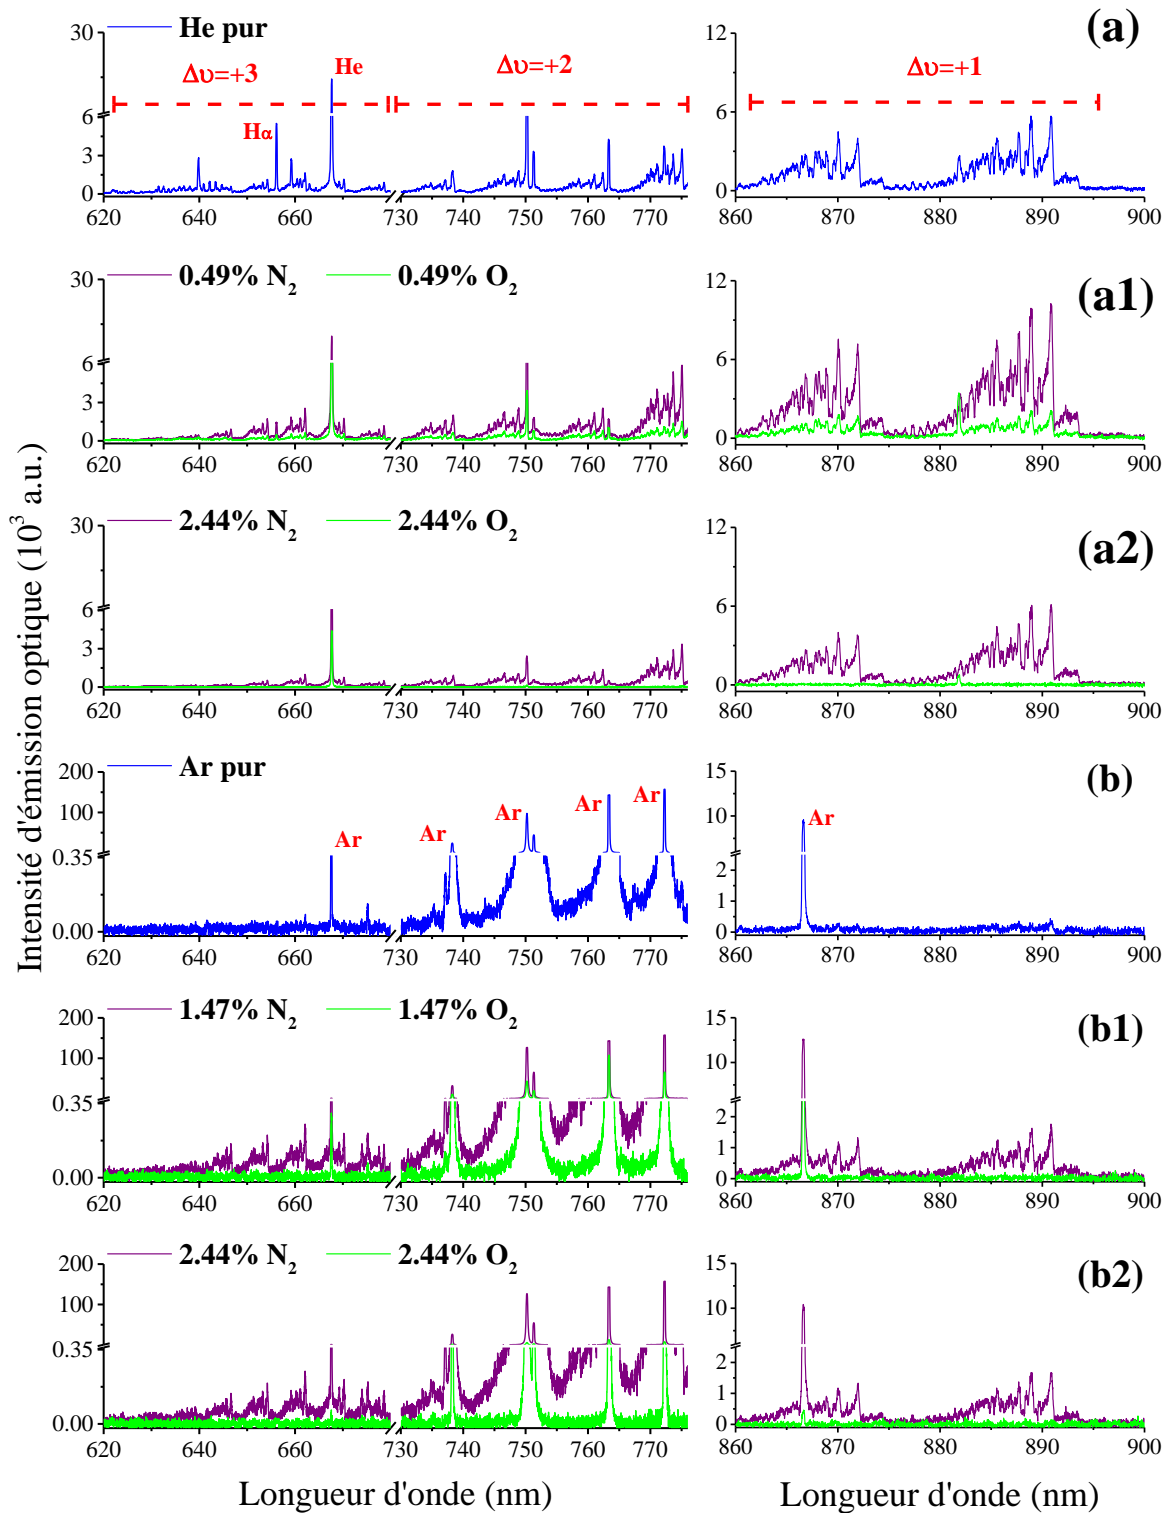 He pur
(a)
30
6
3
0
Δυ=+3
He
Δυ=+2
Hα
620 640 660 730 740 750 760 770
12
6
0
Δυ=+1
860 870 880 890 900
0.49% N₂ 0.49% O₂
(a1)
30
6
3
0
620 640 660 730 740 750 760 770
12
6
0
860 870 880 890 900
2.44% N₂ 2.44% O₂
(a2)
30
6
3
0
620 640 660 730 740 750 760 770
12
6
0
860 870 880 890 900
Intensité d'émission optique (10³ a.u.)
Ar pur
(b)
200
100
0.35
0.00
Ar Ar Ar Ar Ar
620 640 660 730 740 750 760 770
15
10
2
1
0
Ar
860 870 880 890 900
1.47% N₂ 1.47% O₂
(b1)
200
100
0.35
0.00
620 640 660 730 740 750 760 770
15
10
2
1
0
860 870 880 890 900
2.44% N₂ 2.44% O₂
(b2)
200
100
0.35
0.00
620 640 660 730 740 750 760 770
15
10
2
1
0
860 870 880 890 900
Longueur d'onde (nm) Longueur d'onde (nm)